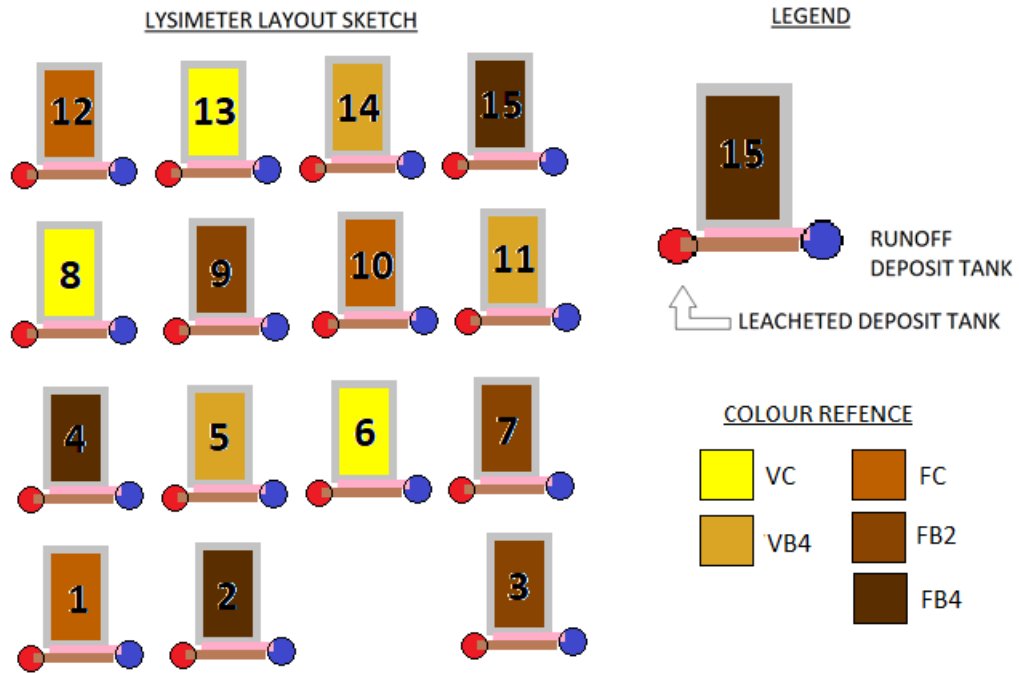 LYSIMETER LAYOUT SKETCH
12 13 14 15
8 9 10 11
4 5 6 7
1 2 3
LEGEND
15
RUNOFF
DEPOSIT TANK
LEACHETED DEPOSIT TANK
COLOUR REFENCE
VC FC
VB4 FB2
FB4